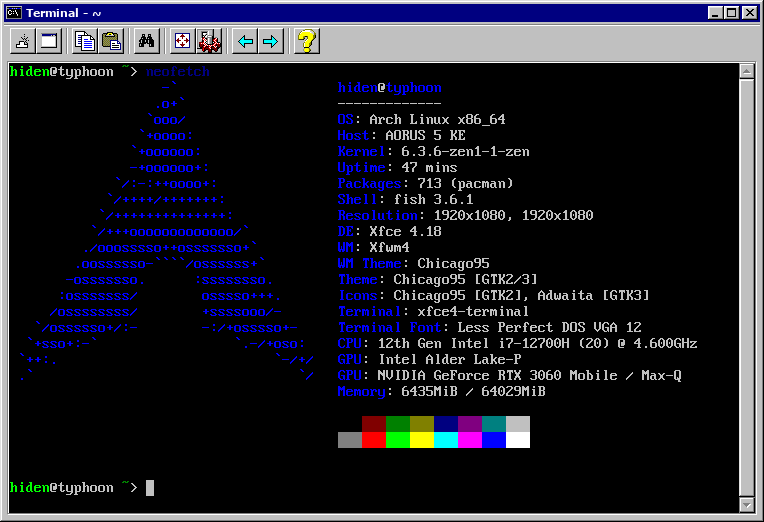 Terminal - ~
hiden@typhoon ~> neofetch
-`
.o+`
`ooo/
`+oooo:
`+oooooo:
-+oooooo+:
`/:-:++oooo+:
`/++++/+++++++:
`/++++++++++++++:
`/+++ooooooooooooo/`
./ooosssso++osssssso+`
.oossssso-````/ossssss+`
-osssssso.      :ssssssso.
:osssssss/        osssso+++.
/ossssssss/        +ssssooo/-
`/ossssso+/:-        -:/+osssso+-
`+sso+:-`                 `.-/+oso:
`++:.                           `-/+/
.`                                 `/
hiden@typhoon
-------------
OS: Arch Linux x86_64
Host: AORUS 5 KE
Kernel: 6.3.6-zen1-1-zen
Uptime: 47 mins
Packages: 713 (pacman)
Shell: fish 3.6.1
Resolution: 1920x1080, 1920x1080
DE: Xfce 4.18
WM: Xfwm4
WM Theme: Chicago95
Theme: Chicago95 [GTK2/3]
Icons: Chicago95 [GTK2], Adwaita [GTK3]
Terminal: xfce4-terminal
Terminal Font: Less Perfect DOS VGA 12
CPU: 12th Gen Intel i7-12700H (20) @ 4.600GHz
GPU: Intel Alder Lake-P
GPU: NVIDIA GeForce RTX 3060 Mobile / Max-Q
Memory: 6435MiB / 64029MiB
hiden@typhoon ~>